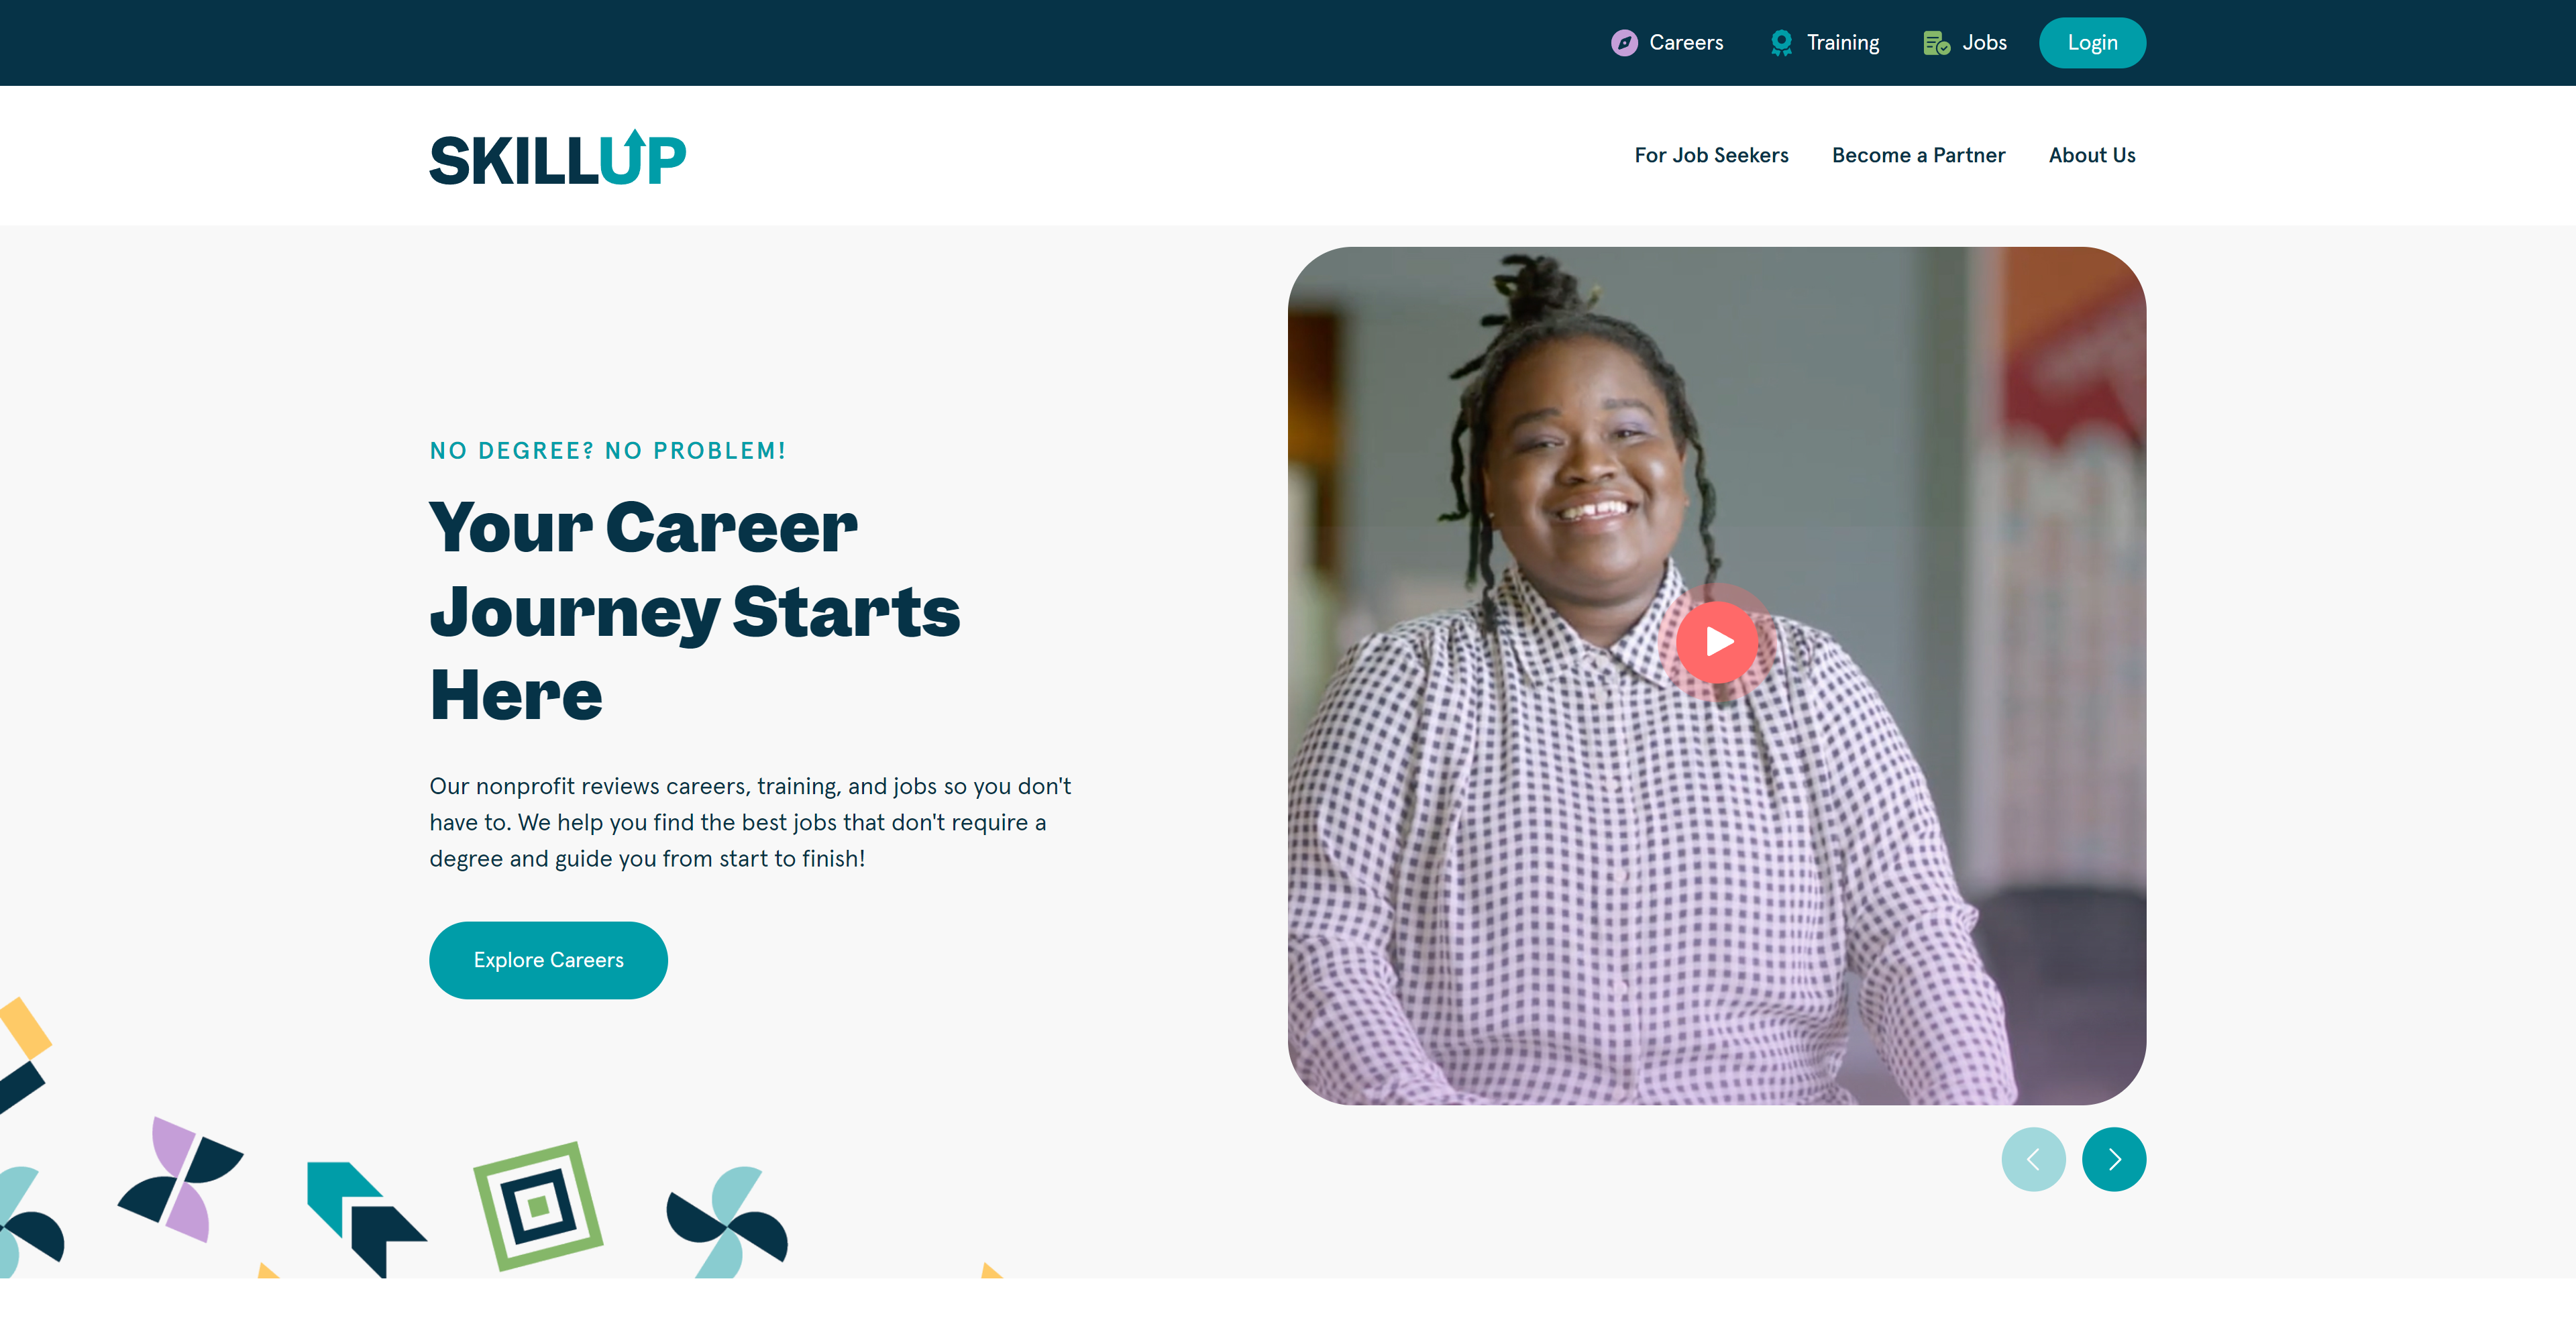 Careers
Training
Jobs
Login
SKILLUP
For Job Seekers
Become a Partner
About Us
NO DEGREE? NO PROBLEM!
Your Career
Journey Starts
Here
Our nonprofit reviews careers, training, and jobs so you don't
have to. We help you find the best jobs that don't require a
degree and guide you from start to finish!
Explore Careers